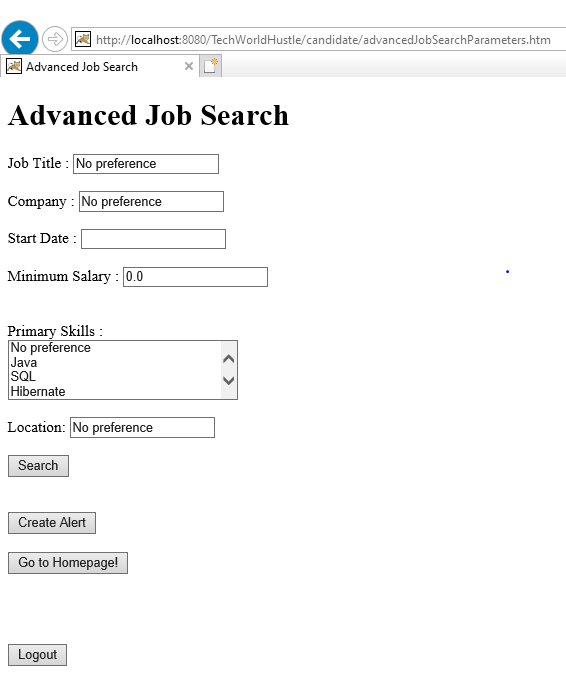 http://localhost:8080/TechWorldHustle/candidate/advancedJobSearchParameters.htm
Advanced Job Search
Advanced Job Search
Job Title : No preference
Company : No preference
Start Date :
Minimum Salary : 0.0
Primary Skills :
No preference
Java
SQL
Hibernate
Location: No preference
Search
Create Alert
Go to Homepage!
Logout